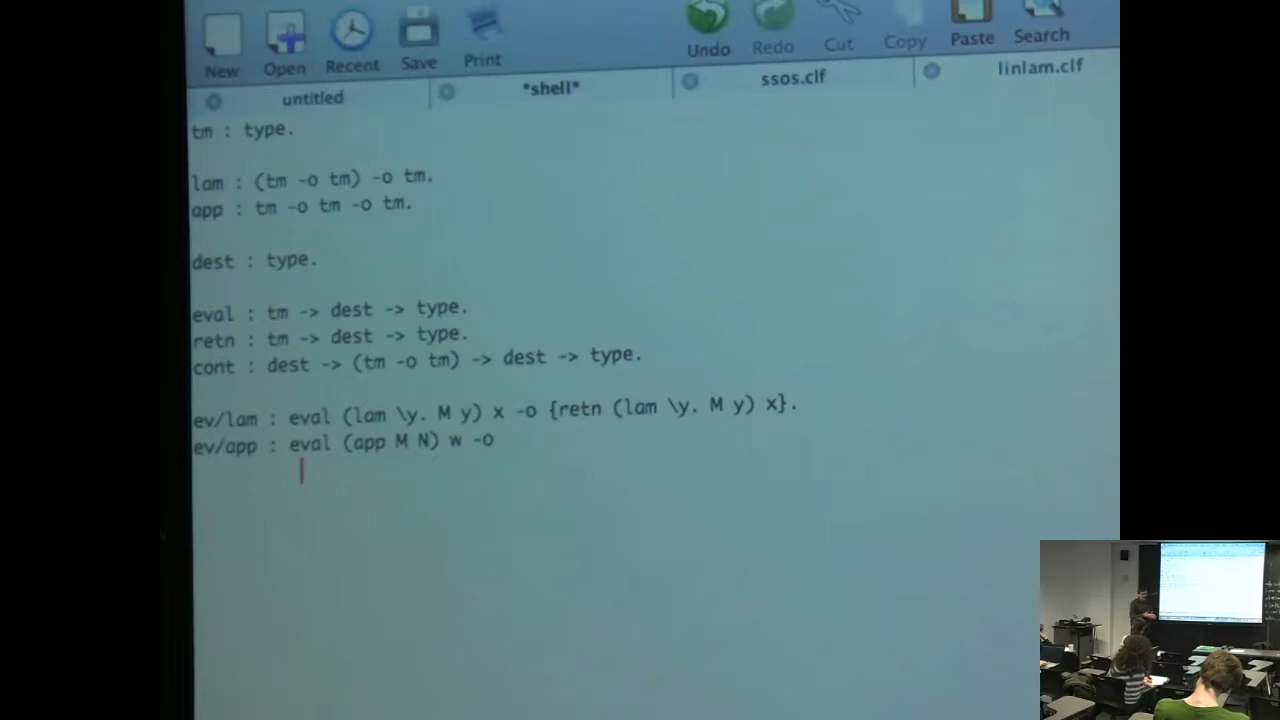 New Open Recent Save Print Undo Redo Cut Copy Paste Search
untitled *shell* ssos.clf linlam.clf
tm : type.
lam : (tm -o tm) -o tm.
app : tm -o tm -o tm.
dest : type.
eval : tm -> dest -> type.
retn : tm -> dest -> type.
cont : dest -> (tm -o tm) -> dest -> type.
ev/lam : eval (lam \y. M y) x -o {retn (lam \y. M y) x}.
ev/app : eval (app M N) w -o